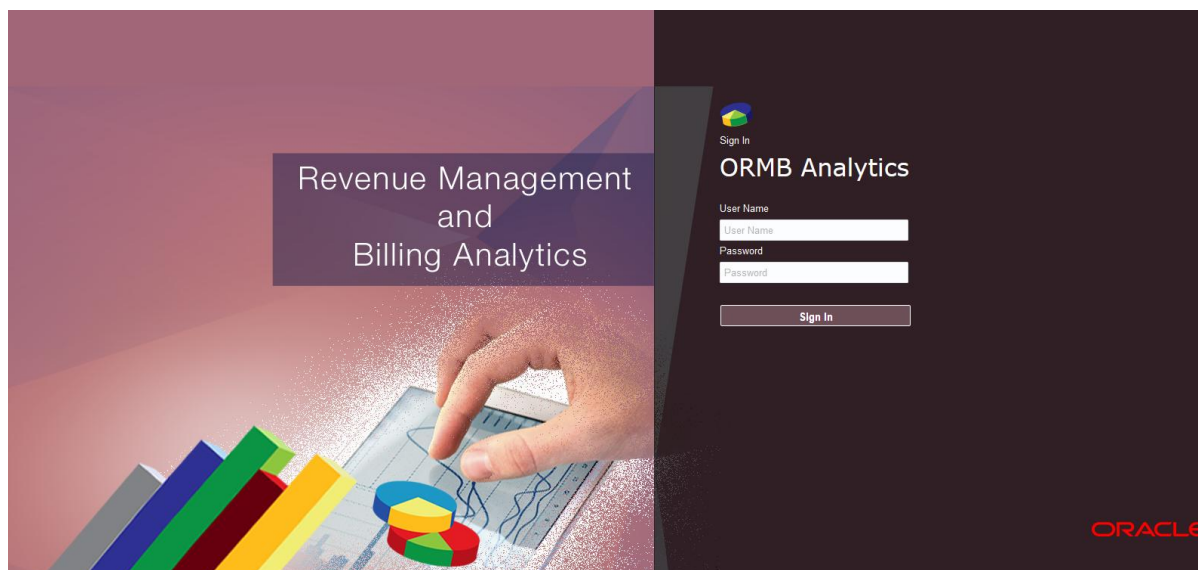 Revenue Management
and
Billing Analytics
Sign In
ORMB Analytics
User Name
User Name
Password
Password
Sign In
ORACLE